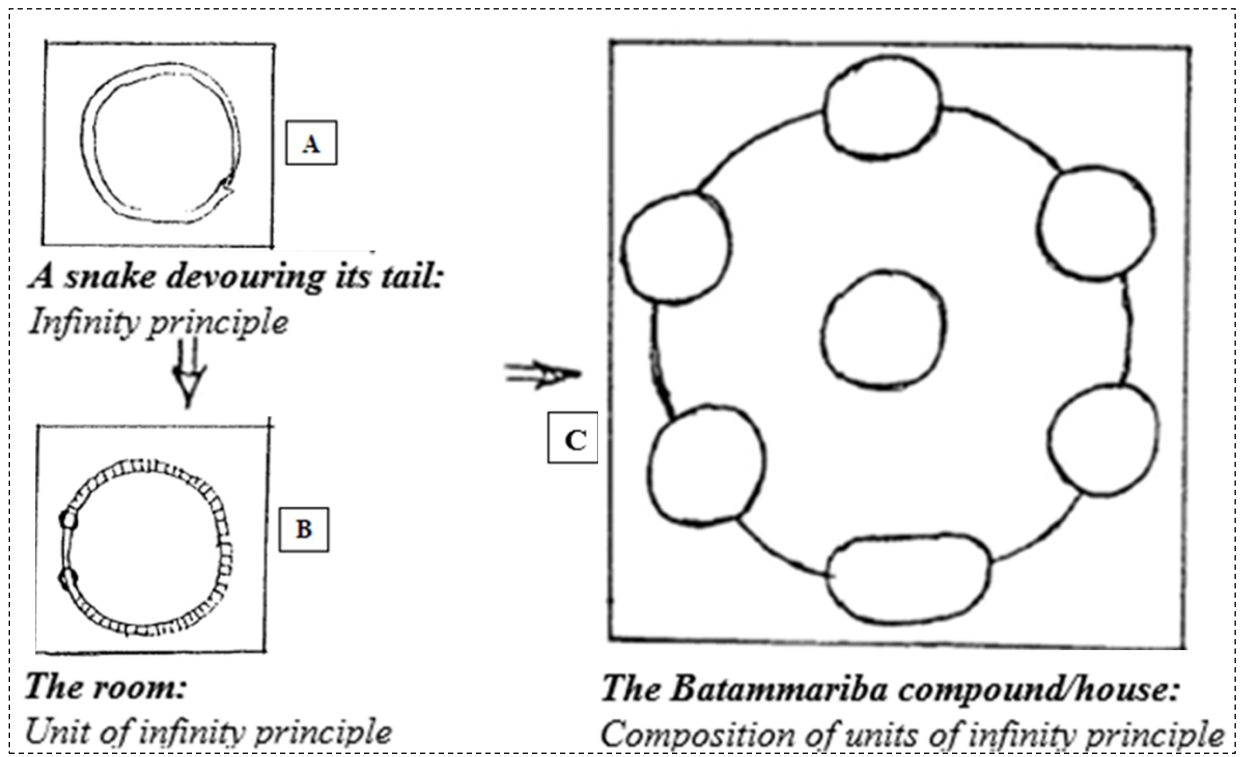 A
A snake devouring its tail:
Infinity principle
B
The room:
Unit of infinity principle
C
The Batammariba compound/house:
Composition of units of infinity principle